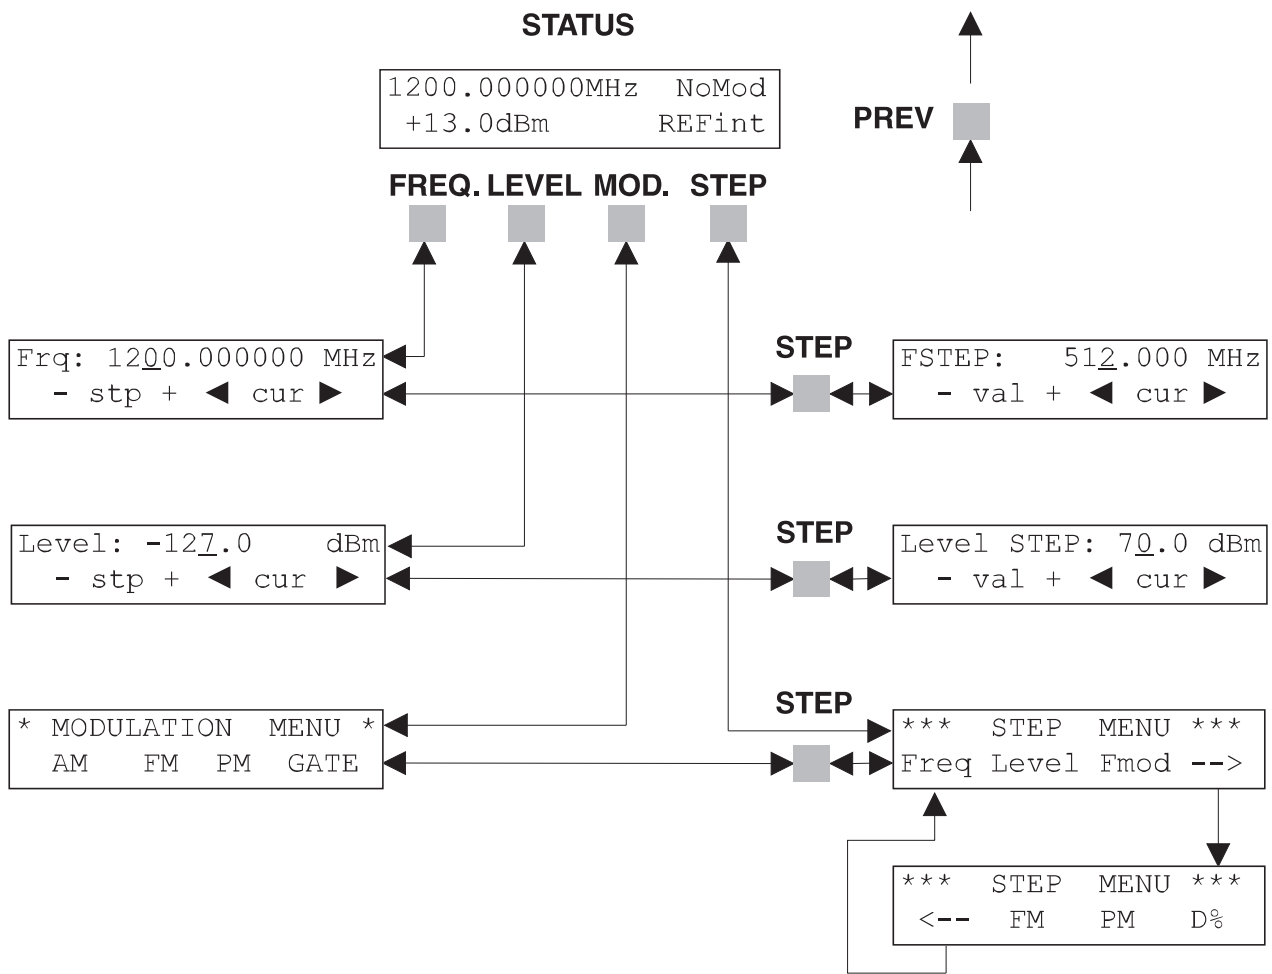 STATUS
1200.000000MHz NoMod
+13.0dBm REFint
PREV
FREQ. LEVEL MOD. STEP
Frq: 1200.000000 MHz
- stp + ◀ cur ▶
STEP
FSTEP: 512.000 MHz
- val + ◀ cur ▶
Level: -127.0 dBm
- stp + ◀ cur ▶
STEP
Level STEP: 70.0 dBm
- val + ◀ cur ▶
* MODULATION MENU *
AM FM PM GATE
STEP
*** STEP MENU ***
Freq Level Fmod -->
*** STEP MENU ***
<-- FM PM D%